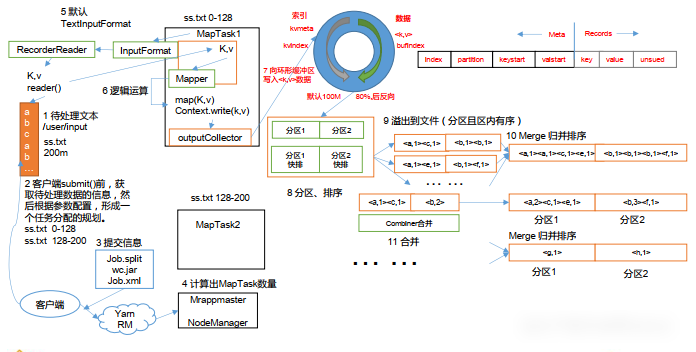 5 默认
TextInputFormat
ss.txt 0-128
MapTask1
RecorderReader
InputFormat
K,v
K,v
reader()
Mapper
6 逻辑运算
map(K,v)
Context.write(k,v)
outputCollector
a
b
c
a
b
...
1 待处理文本
/user/input
ss.txt
200m
2 客户端submit()前，获
取待处理数据的信息，然
后根据参数配置，形成一
个任务分配的规划。
ss.txt 0-128
ss.txt 128-200
3 提交信息
Job.split
wc.jar
Job.xml
客户端
Yarn
RM
ss.txt 128-200
MapTask2
4 计算出MapTask数量
Mrappmaster
NodeManager
索引
kvmeta
kvindex
数据
<k,v>
bufindex
7 向环形缓冲区
写入<k,v>数据
默认100M
80%,后反向
Meta
Records
index
partition
keystart
valstart
key
value
unsued
分区1
分区2
分区1
快排
分区2
快排
8 分区、排序
9 溢出到文件（分区且区内有序）
<a,1><c,1>
<b,1><b,1>
<a,1><e,1>
<b,1><f,1>
... ...
10 Merge 归并排序
<a,1><a,1><c,1><e,1>
<b,1><b,1><b,1><f,1>
<a,1><c,1>
<b,2>
Combiner合并
11 合并
<a,2><c,1><e,1>
<b,3><f,1>
分区1
分区2
... ... ...
Merge 归并排序
<g,1>
<h,1>
分区1
分区2